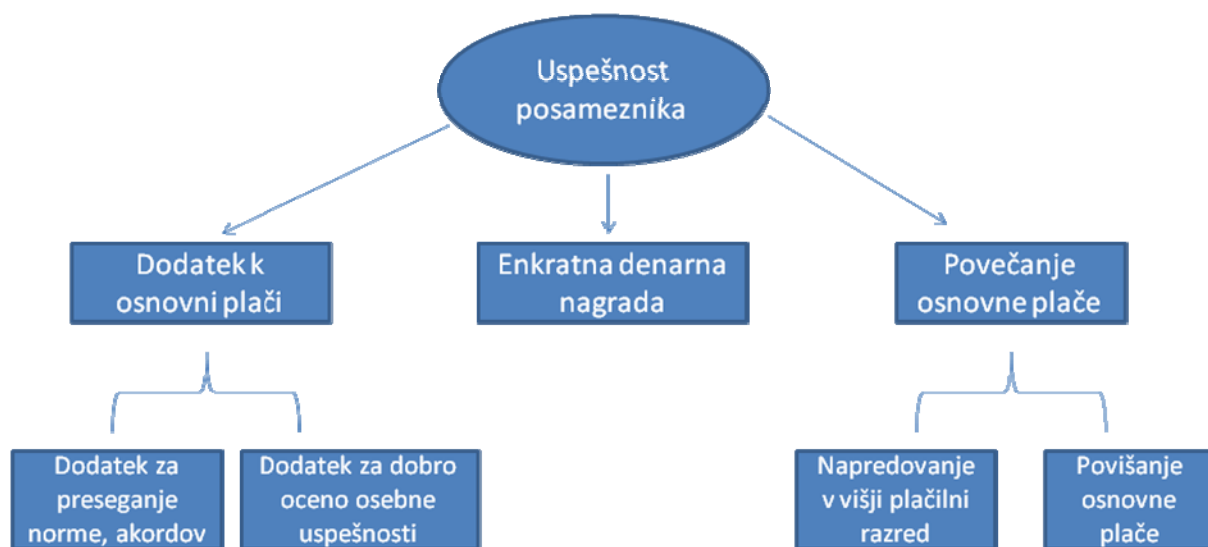 Uspešnost
posameznika
Dodatek k
osnovni plači
Enkratna denarna
nagrada
Povečanje
osnovne plače
Dodatek za
preseganje
norme, akordov
Dodatek za dobro
oceno osebne
uspešnosti
Napredovanje
v višji plačilni
razred
Povišanje
osnovne
plače